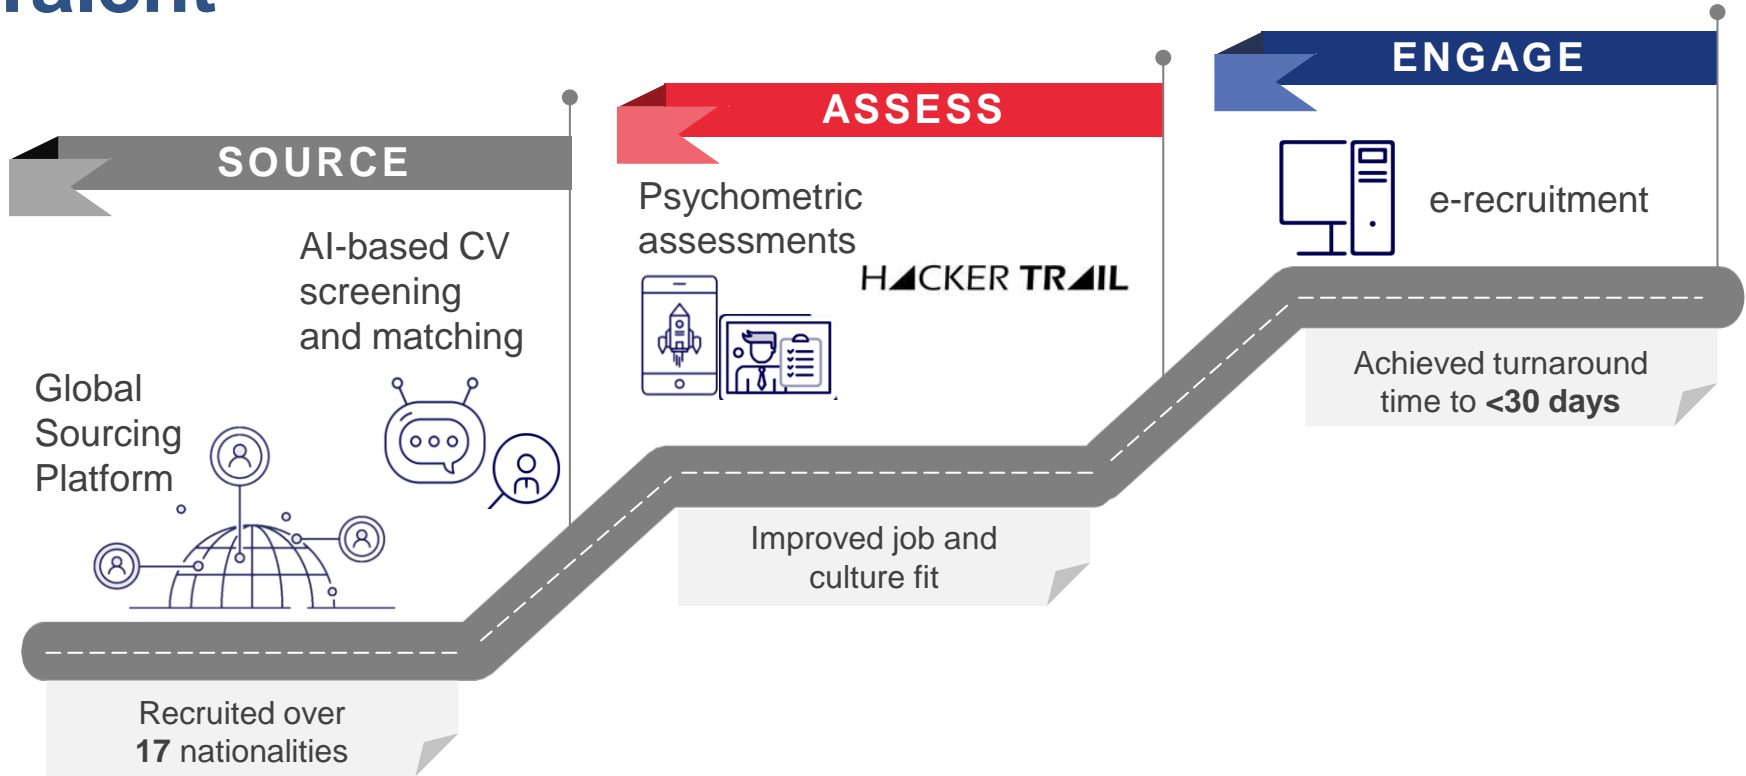 Talent
SOURCE
AI-based CV
screening
and matching
Global
Sourcing
Platform
Recruited over
17 nationalities
ASSESS
Psychometric
assessments
HACKER TRAIL
Improved job and
culture fit
ENGAGE
e-recruitment
Achieved turnaround
time to <30 days